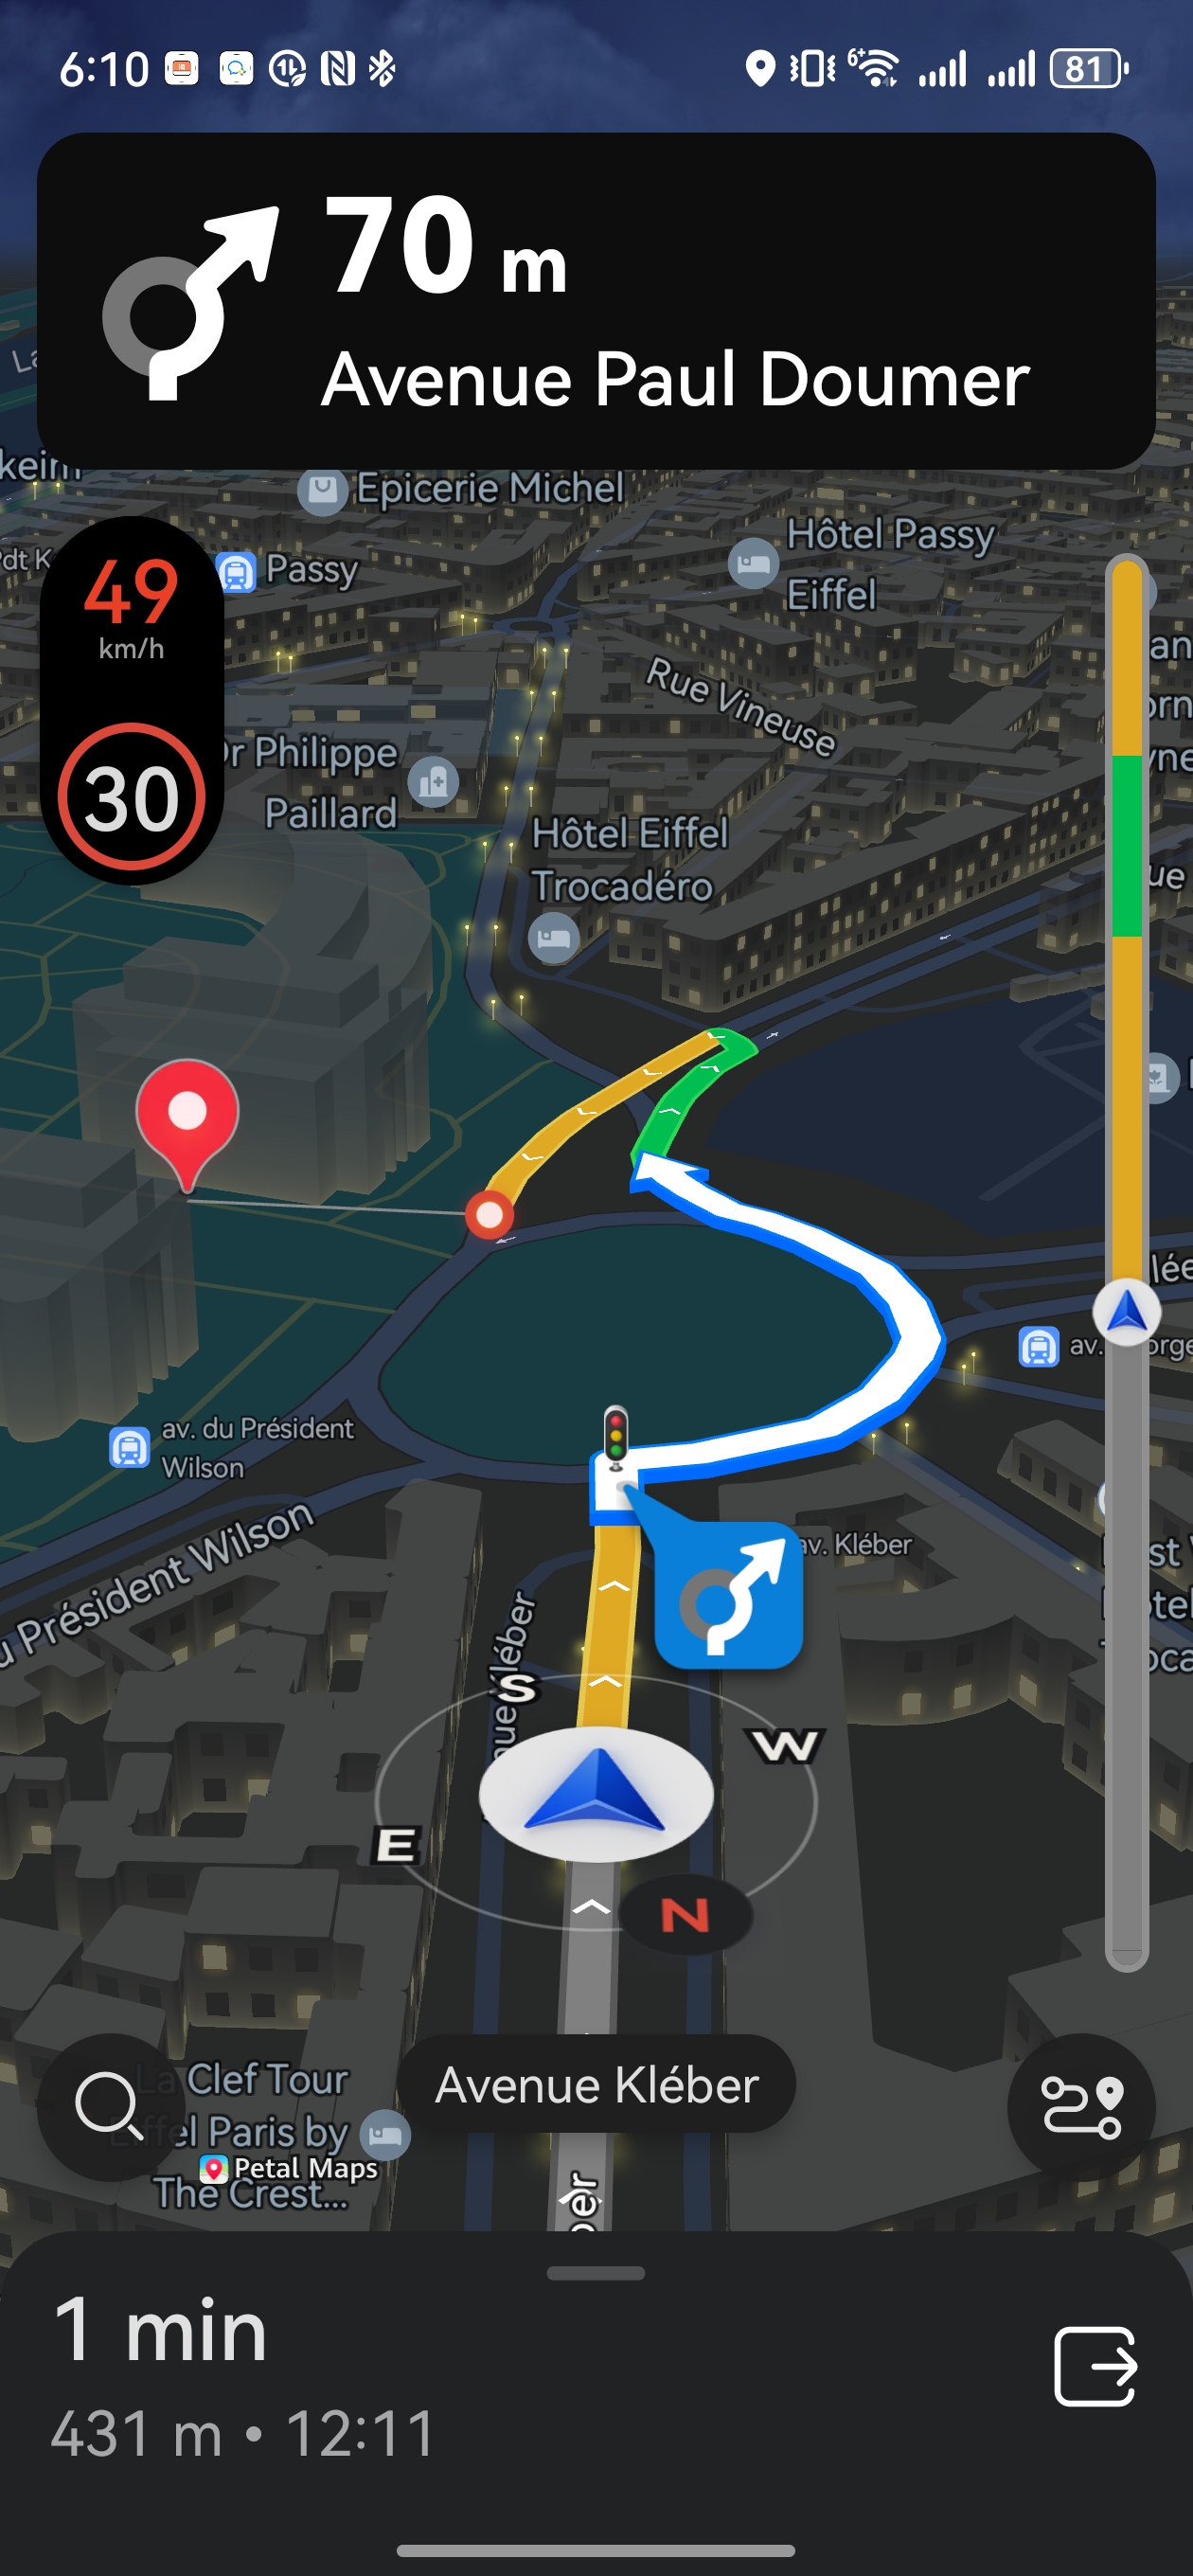 6:10
6+
81
70 m
Avenue Paul Doumer
Epicerie Michel
Hôtel Passy
Eiffel
49
km/h
Passy
30
Rue Vineuse
Dr Philippe
Paillard
Hôtel Eiffel
Trocadéro
av. du Président
Wilson
Président Wilson
av. Kléber
S
W
E
N
Avenue Kléber
La Clef Tour
Eiffel Paris by
The Crest...
Petal Maps
1 min
431 m • 12:11